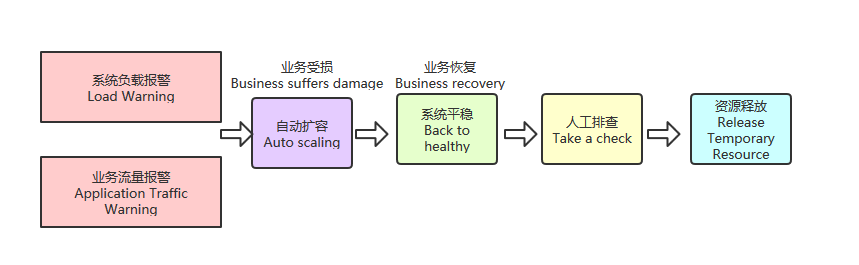 系统负载报警
Load Warning
业务流量报警
Application Traffic
Warning
业务受损
Business suffers damage
自动扩容
Auto scaling
业务恢复
Business recovery
系统平稳
Back to
healthy
人工排查
Take a check
资源释放
Release
Temporary
Resource